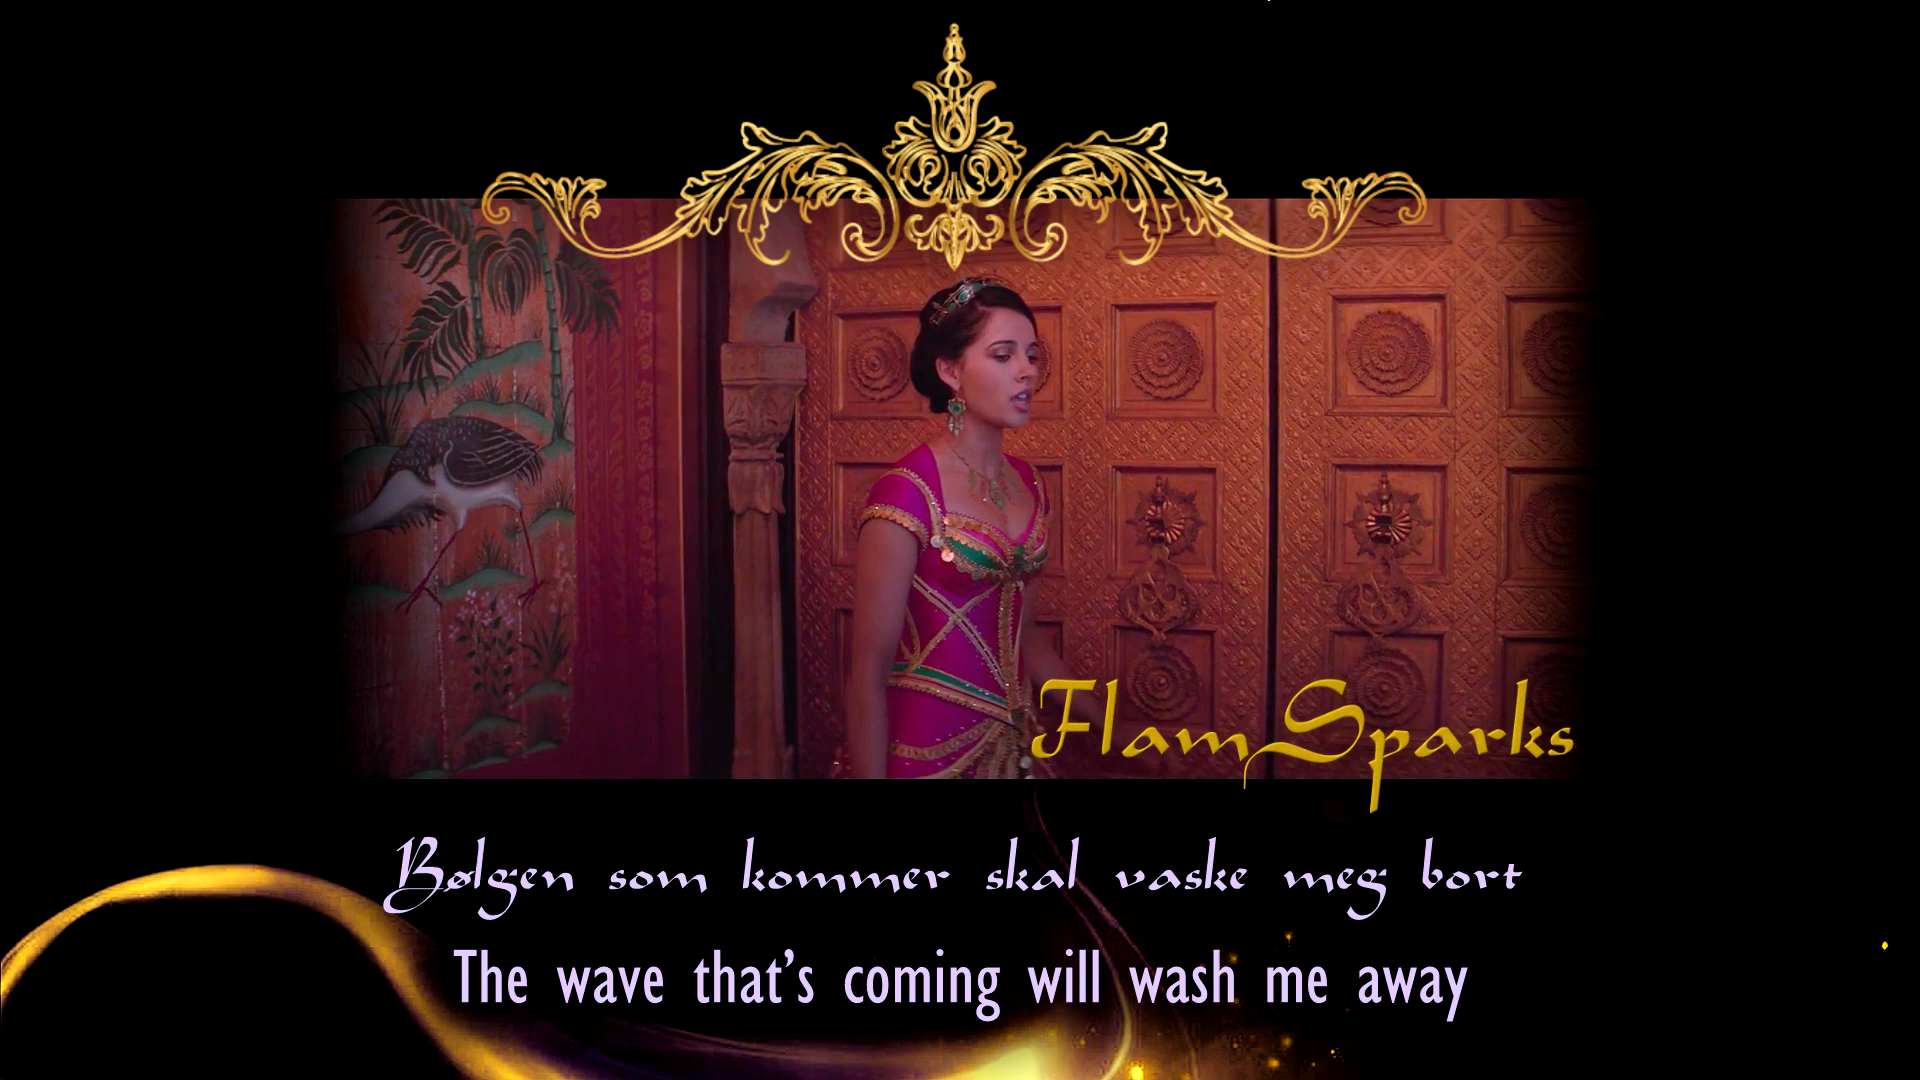 FlamSparks
Bølgen som kommer skal vaske meg bort
The wave that's coming will wash me away